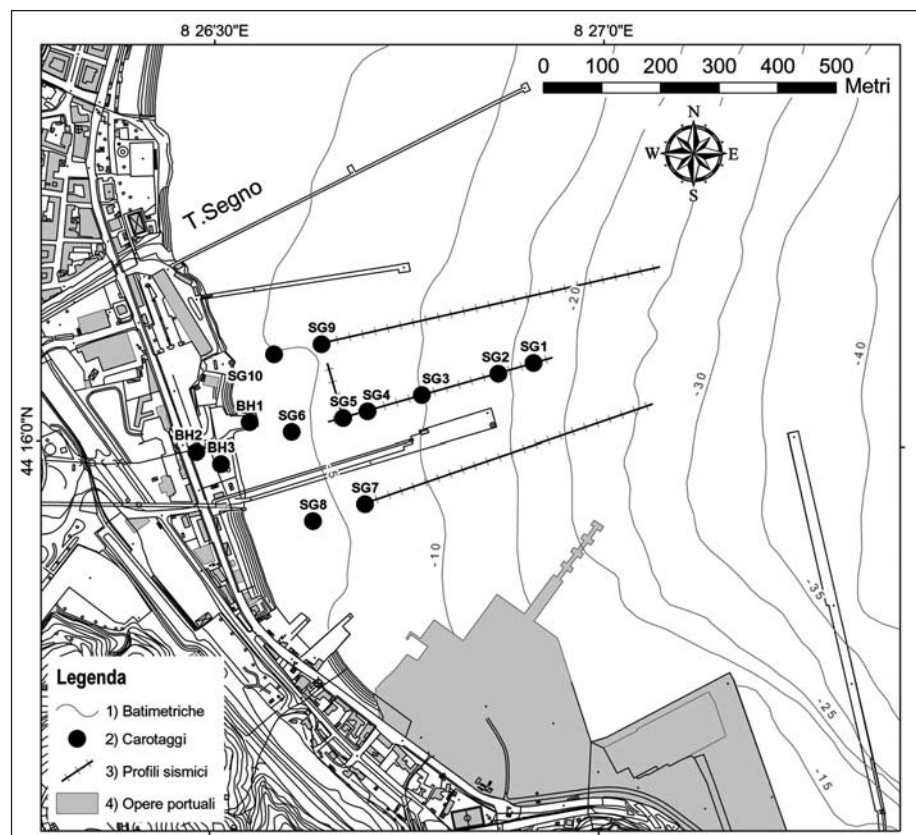 8 26'30"E
8 27'0"E
0 100 200 300 400 500
Metri
N
W E
S
T.Segno
-20
SG9
SG10
SG2 SG1
SG3
SG4
SG5
-30
-40
BH1
SG6
44 16'0"N
BH2
BH3
-5
SG7
SG8
-10
-35
-25
-15
Legenda
1) Batimetriche
2) Carotaggi
3) Profili sismici
4) Opere portuali